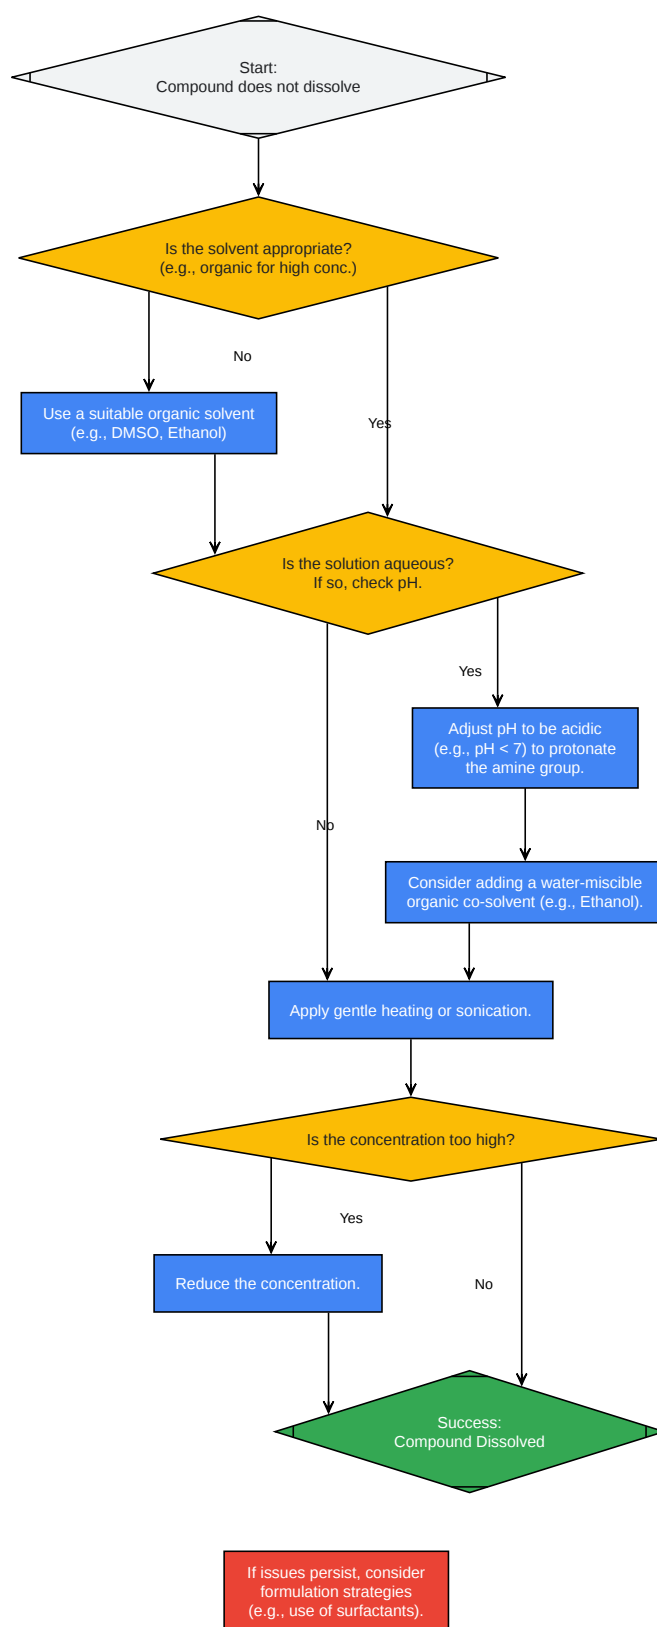 Start:
Compound does not dissolve
Is the solvent appropriate?
(e.g., organic for high conc.)
No
Use a suitable organic solvent
(e.g., DMSO, Ethanol)
Yes
Is the solution aqueous?
If so, check pH.
Yes
Adjust pH to be acidic
(e.g., pH < 7) to protonate
the amine group.
No
Consider adding a water-miscible
organic co-solvent (e.g., Ethanol).
Apply gentle heating or sonication.
Is the concentration too high?
Yes
Reduce the concentration.
No
Success:
Compound Dissolved
If issues persist, consider
formulation strategies
(e.g., use of surfactants).